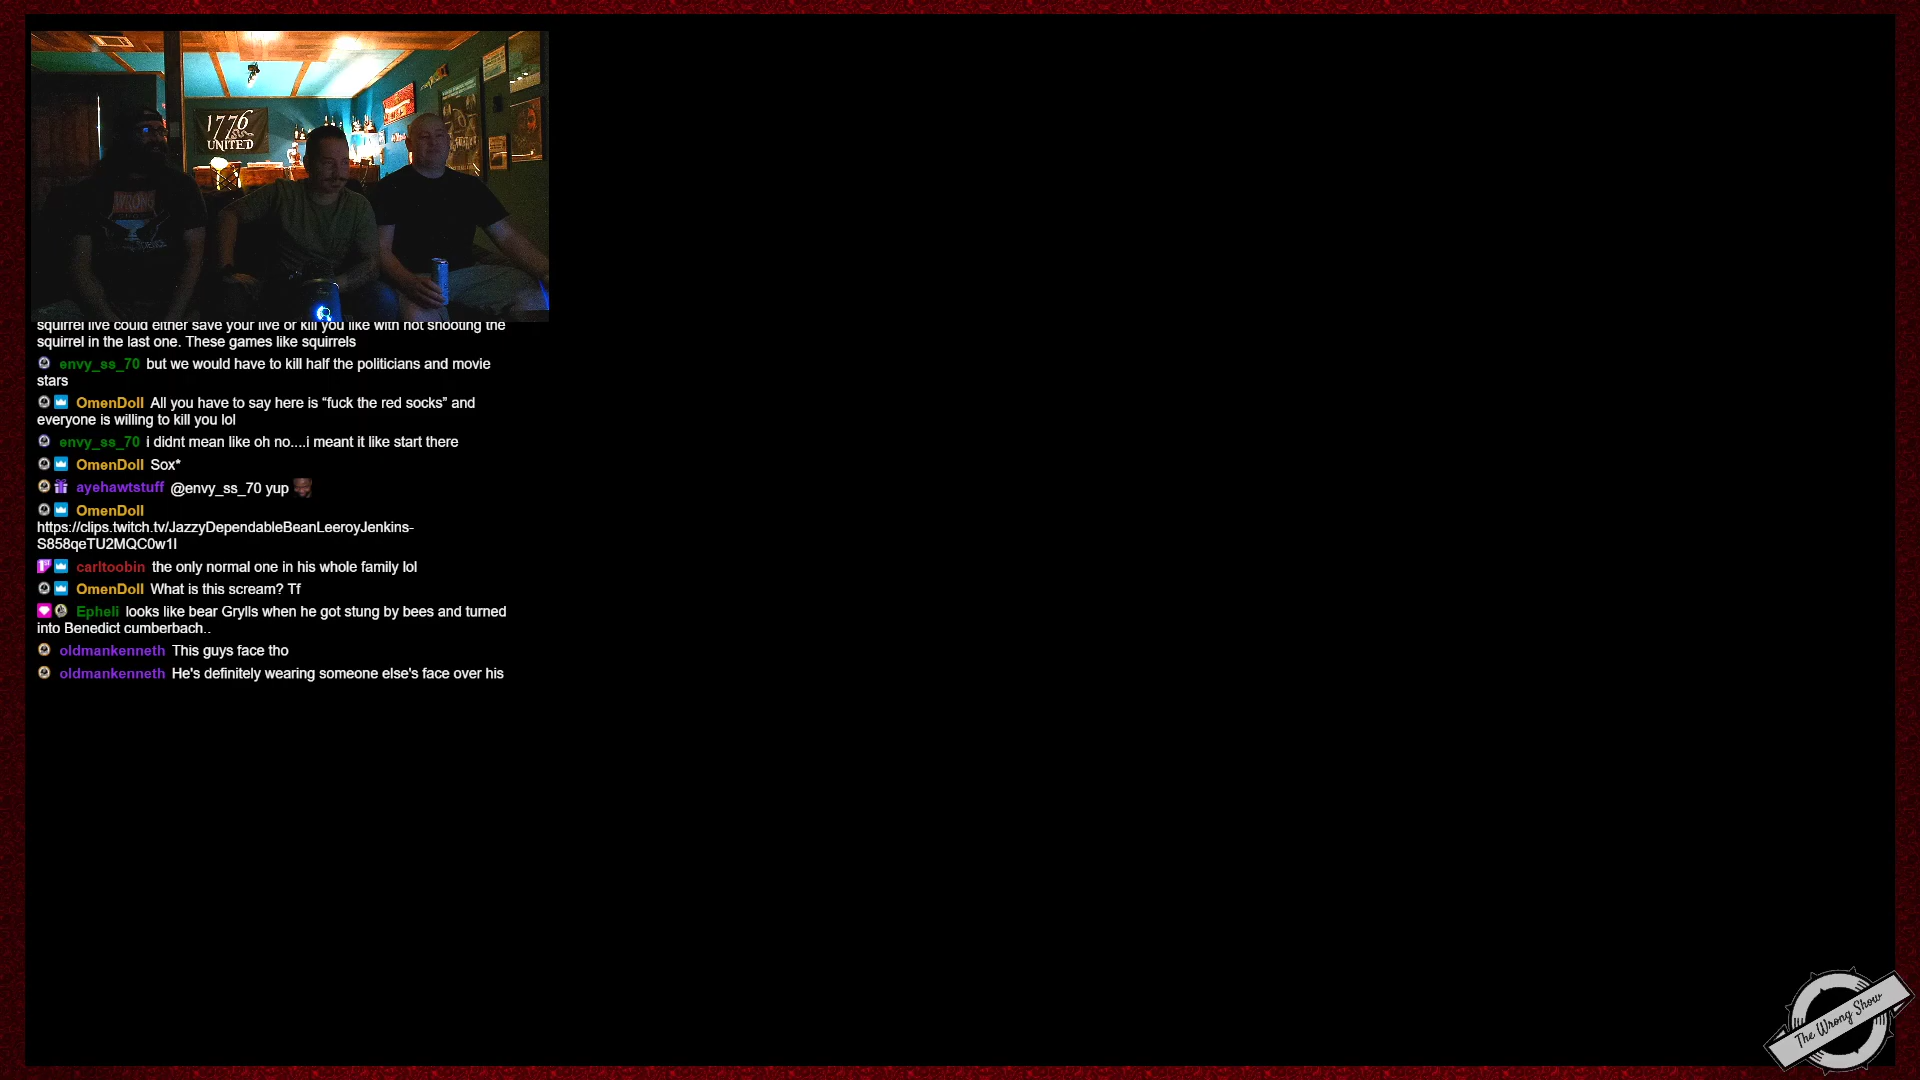 1776
UNITED
WRONG
squirrel live could either save your live or kill you like with not shooting the
squirrel in the last one. These games like squirrels
envy_ss_70 but we would have to kill half the politicians and movie
stars
OmenDoll All you have to say here is “fuck the red socks” and
everyone is willing to kill you lol
envy_ss_70 i didnt mean like oh no....i meant it like start there
OmenDoll Sox*
ayehawtstuff @envy_ss_70 yup
OmenDoll
https://clips.twitch.tv/JazzyDependableBeanLeeroyJenkins-
S858qeTU2MQC0w1I
carltoobin the only normal one in his whole family lol
OmenDoll What is this scream? Tf
Epheli looks like bear Grylls when he got stung by bees and turned
into Benedict cumberbach..
oldmankenneth This guys face tho
oldmankenneth He's definitely wearing someone else's face over his
The Wrong Show